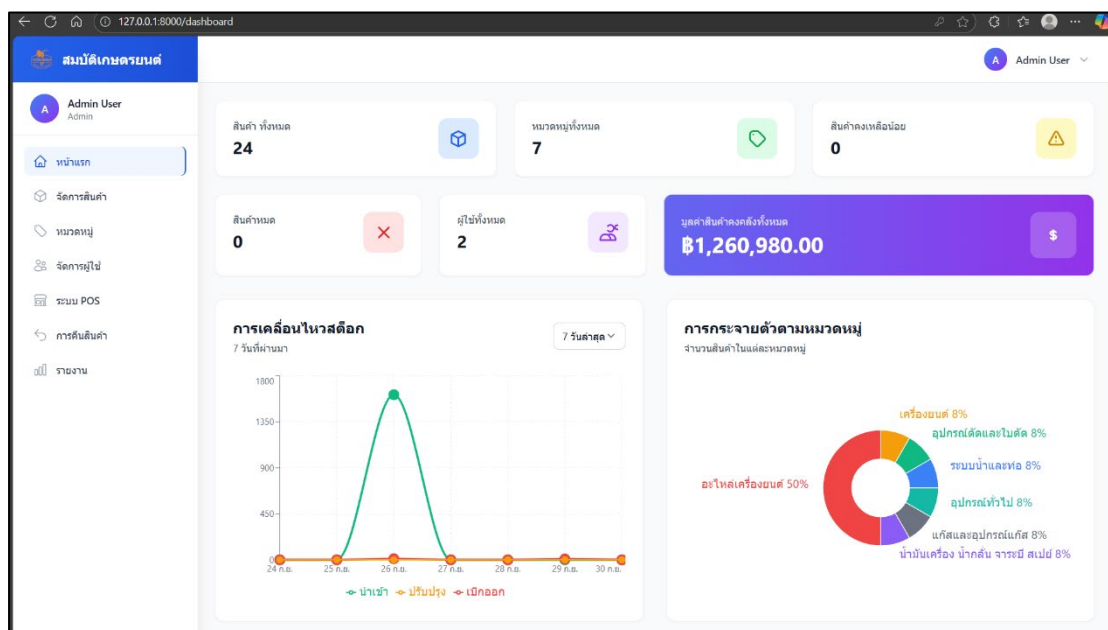 127.0.0.1:8000/dashboard
สมบัติเกษตรยนต์
A Admin User
A Admin User
Admin
หน้าแรก
จัดการสินค้า
หมวดหมู่
จัดการผู้ใช้
ระบบ POS
การคืนสินค้า
รายงาน
สินค้า ทั้งหมด
24
หมวดหมู่ทั้งหมด
7
สินค้าคงเหลือน้อย
0
สินค้าหมด
0
ผู้ใช้ทั้งหมด
2
มูลค่าสินค้าคงคลังทั้งหมด
฿1,260,980.00
$
การเคลื่อนไหวสต็อก
7 วันที่ผ่านมา
7 วันล่าสุด
1800
1350
900
450
0
24 ก.ย. 25 ก.ย. 26 ก.ย. 27 ก.ย. 28 ก.ย. 29 ก.ย. 30 ก.ย.
นำเข้า ปรับปรุง เบิกออก
การกระจายตัวตามหมวดหมู่
จำนวนสินค้าในแต่ละหมวดหมู่
เครื่องยนต์ 8%
อุปกรณ์ตัดและใบตัด 8%
ระบบน้ำและท่อ 8%
อะไหล่เครื่องยนต์ 50%
อุปกรณ์ทั่วไป 8%
แก๊สและอุปกรณ์แก๊ส 8%
น้ำมันเครื่อง น้ำกลั่น จาระบี สเปย์ 8%